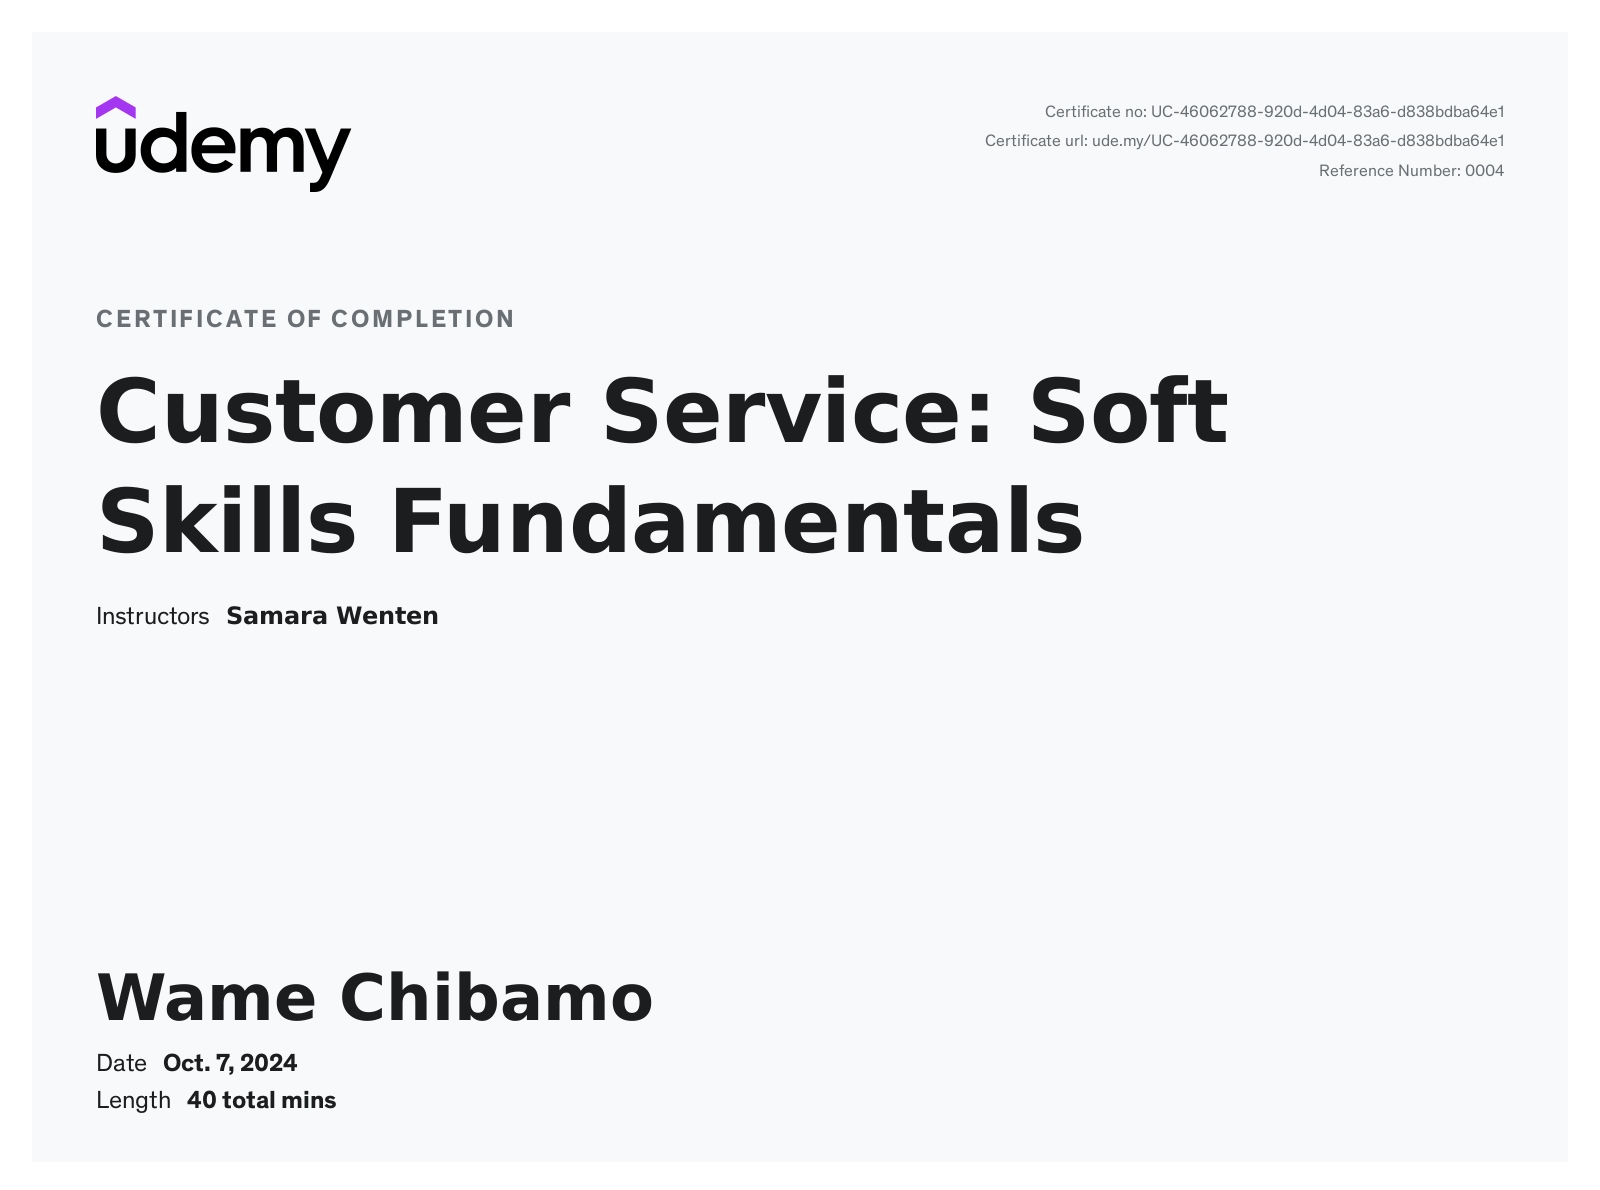 udemy
Certificate no: UC-46062788-920d-4d04-83a6-d838bdba64e1
Certificate url: ude.my/UC-46062788-920d-4d04-83a6-d838bdba64e1
Reference Number: 0004
CERTIFICATE OF COMPLETION
Customer Service: Soft
Skills Fundamentals
Instructors Samara Wenten
Wame Chibamo
Date Oct. 7, 2024
Length 40 total mins